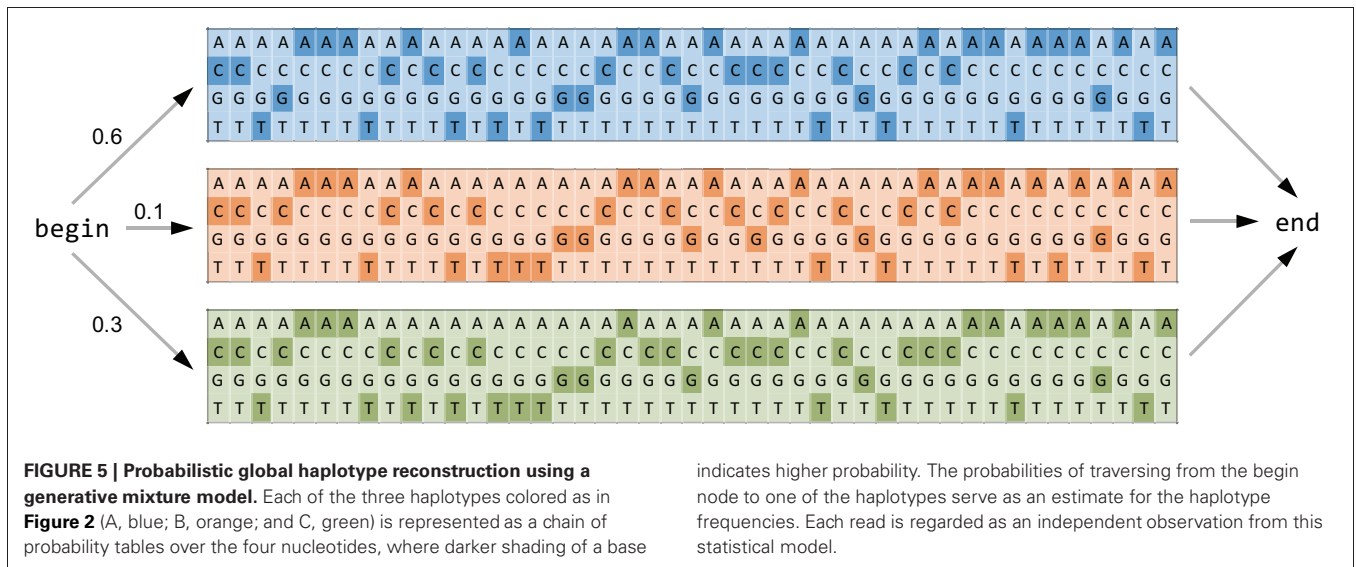 A A A A A A A A A A A A A A A A A A A A A A A A A A A A A A A A A A A A A A A A A A A A A
C C C C C C C C C C C C C C C C C C C C C C C C C C C C C C C C C C C C C C C C C C C C C
G G G G G G G G G G G G G G G G G G G G G G G G G G G G G G G G G G G G G G G G G G G G G
T T T T T T T T T T T T T T T T T T T T T T T T T T T T T T T T T T T T T T T T T T T T T
0.6
A A A A A A A A A A A A A A A A A A A A A A A A A A A A A A A A A A A A A A A A A A A A A
C C C C C C C C C C C C C C C C C C C C C C C C C C C C C C C C C C C C C C C C C C C C C
G G G G G G G G G G G G G G G G G G G G G G G G G G G G G G G G G G G G G G G G G G G G G
T T T T T T T T T T T T T T T T T T T T T T T T T T T T T T T T T T T T T T T T T T T T T
begin
0.1
end
0.3
A A A A A A A A A A A A A A A A A A A A A A A A A A A A A A A A A A A A A A A A A A A A A
C C C C C C C C C C C C C C C C C C C C C C C C C C C C C C C C C C C C C C C C C C C C C
G G G G G G G G G G G G G G G G G G G G G G G G G G G G G G G G G G G G G G G G G G G G G
T T T T T T T T T T T T T T T T T T T T T T T T T T T T T T T T T T T T T T T T T T T T T
FIGURE 5 | Probabilistic global haplotype reconstruction using a
generative mixture model. Each of the three haplotypes colored as in
Figure 2 (A, blue; B, orange; and C, green) is represented as a chain of
probability tables over the four nucleotides, where darker shading of a base
indicates higher probability. The probabilities of traversing from the begin
node to one of the haplotypes serve as an estimate for the haplotype
frequencies. Each read is regarded as an independent observation from this
statistical model.